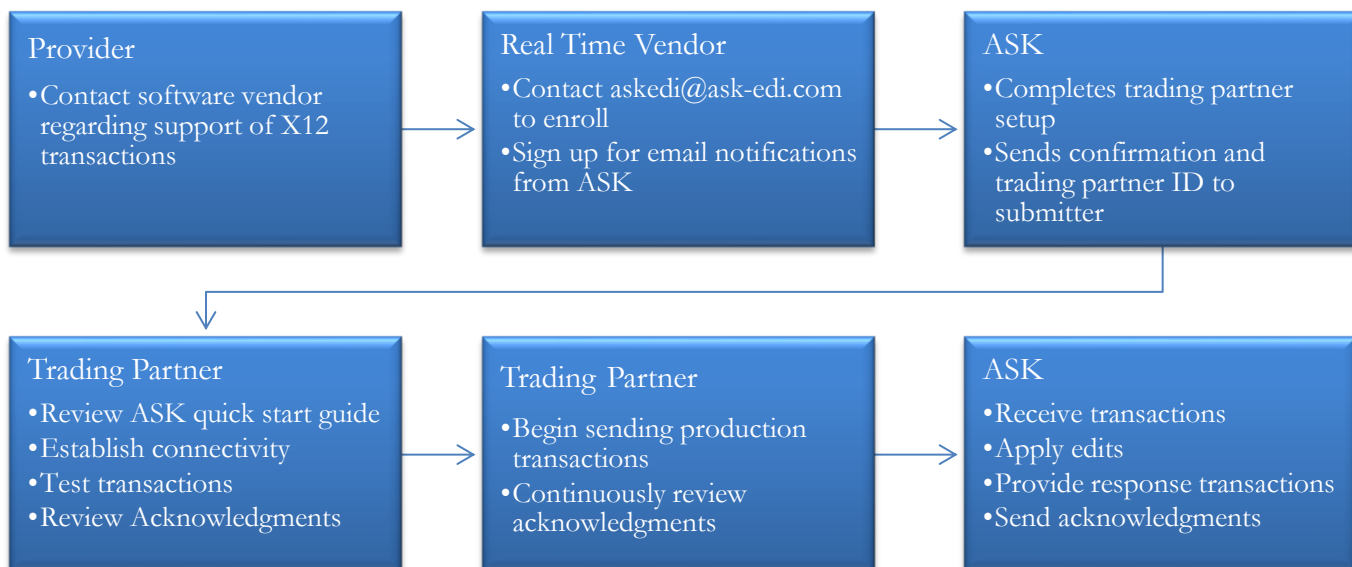 Provider
•Contact software vendor
regarding support of X12
transactions
Real Time Vendor
•Contact askedi@ask-edi.com
to enroll
•Sign up for email notifications
from ASK
ASK
•Completes trading partner
setup
•Sends confirmation and
trading partner ID to
submitter
Trading Partner
•Review ASK quick start guide
•Establish connectivity
•Test transactions
•Review Acknowledgments
Trading Partner
•Begin sending production
transactions
•Continuously review
acknowledgments
ASK
•Receive transactions
•Apply edits
•Provide response transactions
•Send acknowledgments